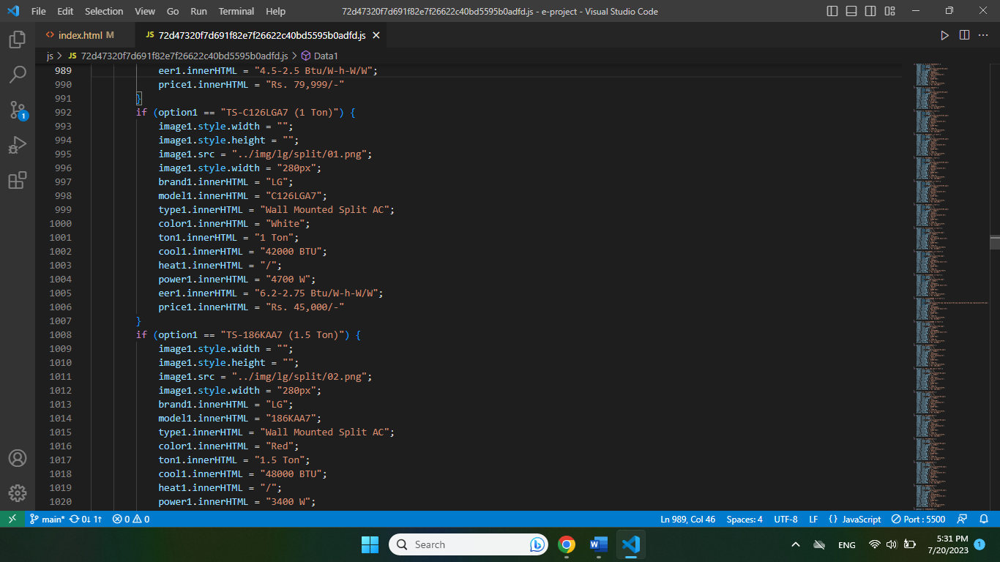 File Edit Selection View Go Run Terminal Help 72d47320f7d691f82e7f26622c40bd5595b0adfd.js - e-project - Visual Studio Code
<> index.html M JS 72d47320f7d691f82e7f26622c40bd5595b0adfd.js
js > JS 72d47320f7d691f82e7f26622c40bd5595b0adfd.js > Data1
989 eer1.innerHTML = "4.5-2.5 Btu/W-h-W/W";
990 price1.innerHTML = "Rs. 79,999/-"
991 }
992 if (option1 == "TS-C126LGA7 (1 Ton)") {
993 image1.style.width = "";
994 image1.style.height = "";
995 image1.src = "../img/lg/split/01.png";
996 image1.style.width = "280px";
997 brand1.innerHTML = "LG";
998 model1.innerHTML = "C126LGA7";
999 type1.innerHTML = "Wall Mounted Split AC";
1000 color1.innerHTML = "White";
1001 ton1.innerHTML = "1 Ton";
1002 cool1.innerHTML = "42000 BTU";
1003 heat1.innerHTML = "/";
1004 power1.innerHTML = "4700 W";
1005 eer1.innerHTML = "6.2-2.75 Btu/W-h-W/W";
1006 price1.innerHTML = "Rs. 45,000/-"
1007 }
1008 if (option1 == "TS-186KAA7 (1.5 Ton)") {
1009 image1.style.width = "";
1010 image1.style.height = "";
1011 image1.src = "../img/lg/split/02.png";
1012 image1.style.width = "280px";
1013 brand1.innerHTML = "LG";
1014 model1.innerHTML = "186KAA7";
1015 type1.innerHTML = "Wall Mounted Split AC";
1016 color1.innerHTML = "Red";
1017 ton1.innerHTML = "1.5 Ton";
1018 cool1.innerHTML = "48000 BTU";
1019 heat1.innerHTML = "/";
1020 power1.innerHTML = "3400 W";
main* 0↓ 1↑ 0 0 Ln 989, Col 46 Spaces: 4 UTF-8 LF {} JavaScript Port : 5500
Search ENG 5:31 PM
7/20/2023 1